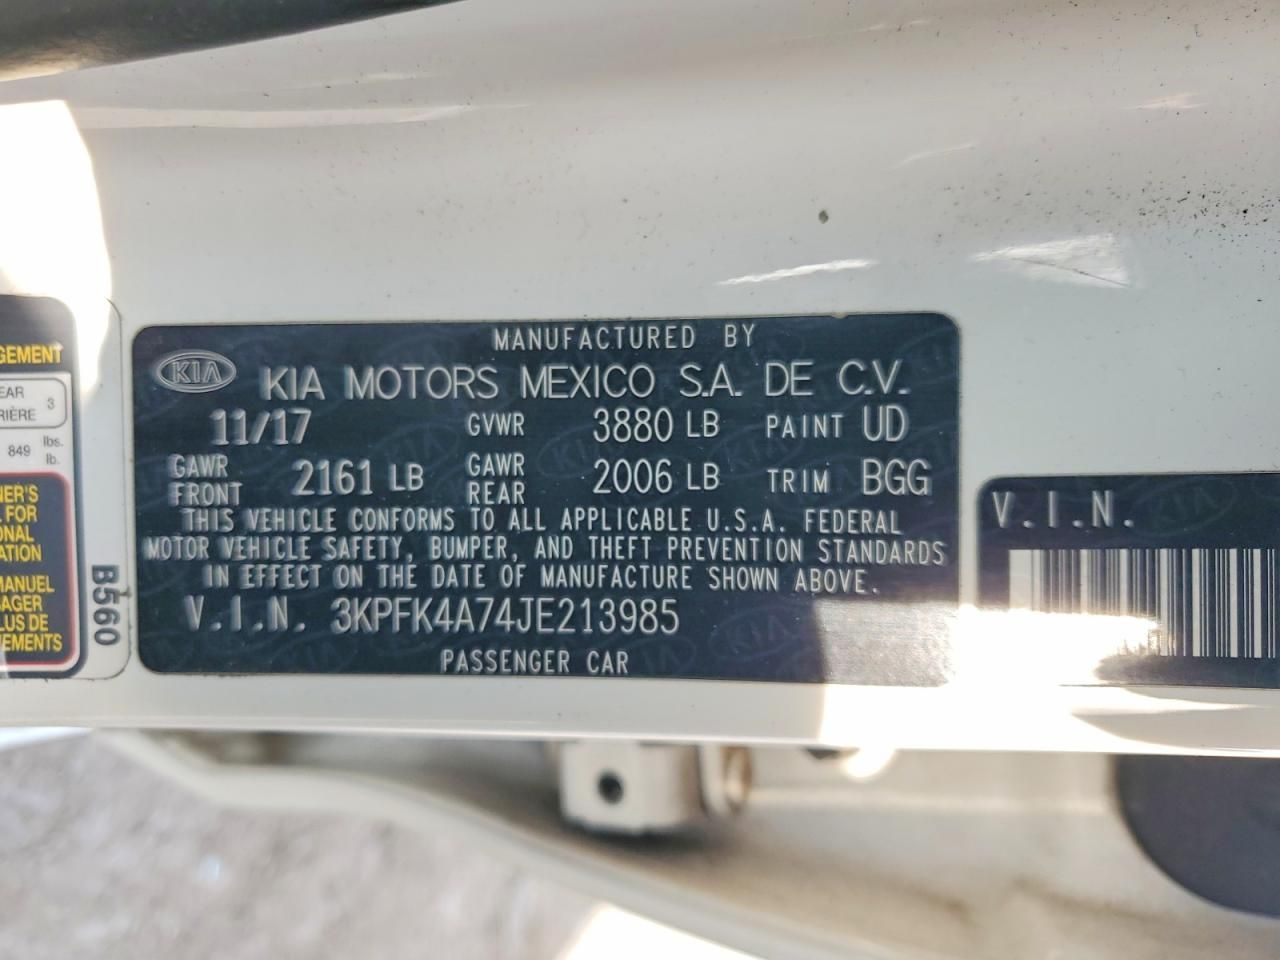 GEMENT
EAR 3
RIÈRE
849 lbs.
lb.
NER'S
FOR
ONAL
ATION
MANUEL
AGER
LUS DE
EMENTS
B560
MANUFACTURED BY
KIA KIA MOTORS MEXICO S.A. DE C.V.
11/17 GVWR 3880 LB PAINT UD
GAWR FRONT 2161 LB GAWR REAR 2006 LB TRIM BGG
THIS VEHICLE CONFORMS TO ALL APPLICABLE U.S.A. FEDERAL
MOTOR VEHICLE SAFETY, BUMPER, AND THEFT PREVENTION STANDARDS
IN EFFECT ON THE DATE OF MANUFACTURE SHOWN ABOVE.
V.I.N. 3KPFK4A74JE213985
PASSENGER CAR
V.I.N.